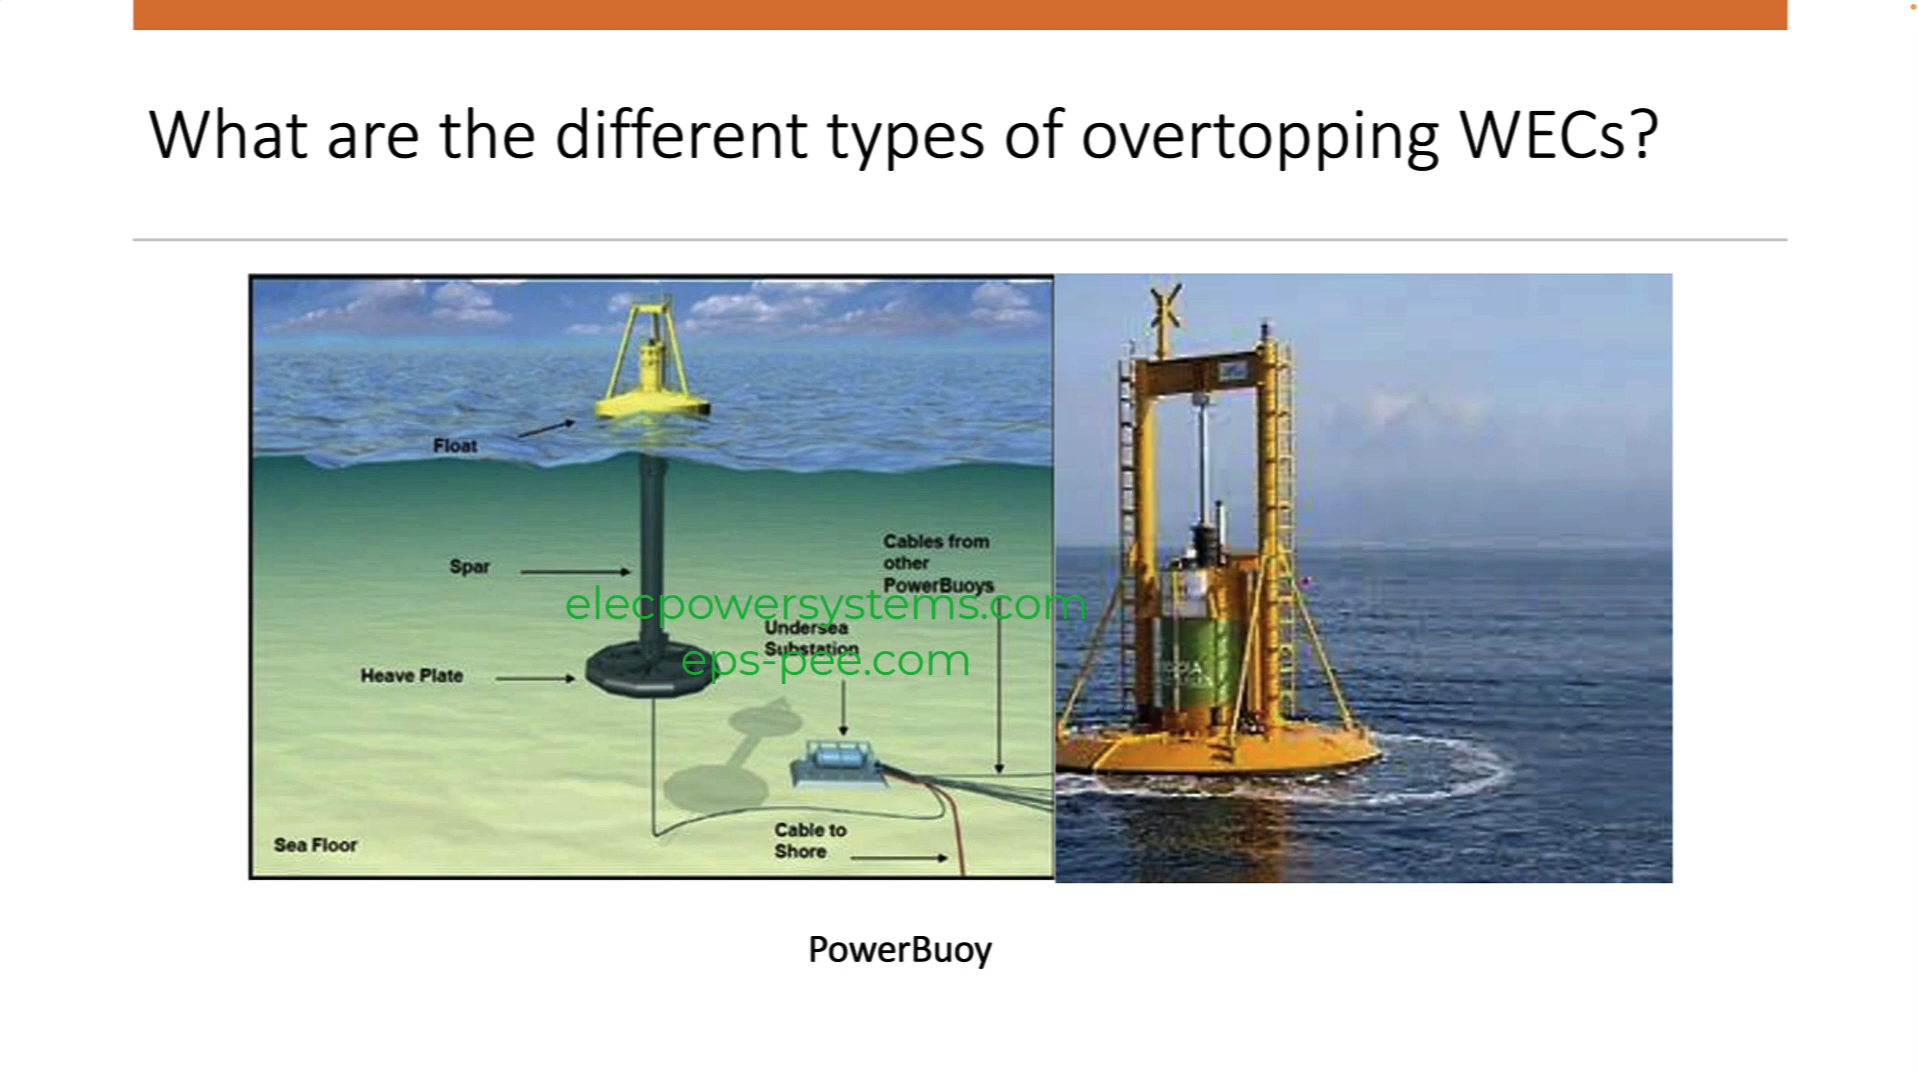 What are the different types of overtopping WECs?
Float
Spar
Heave Plate
Sea Floor
Cables from
other
PowerBuoys
Undersea
Substation
Cable to
Shore
elecpowersystems.com
eps-pee.com
PowerBuoy